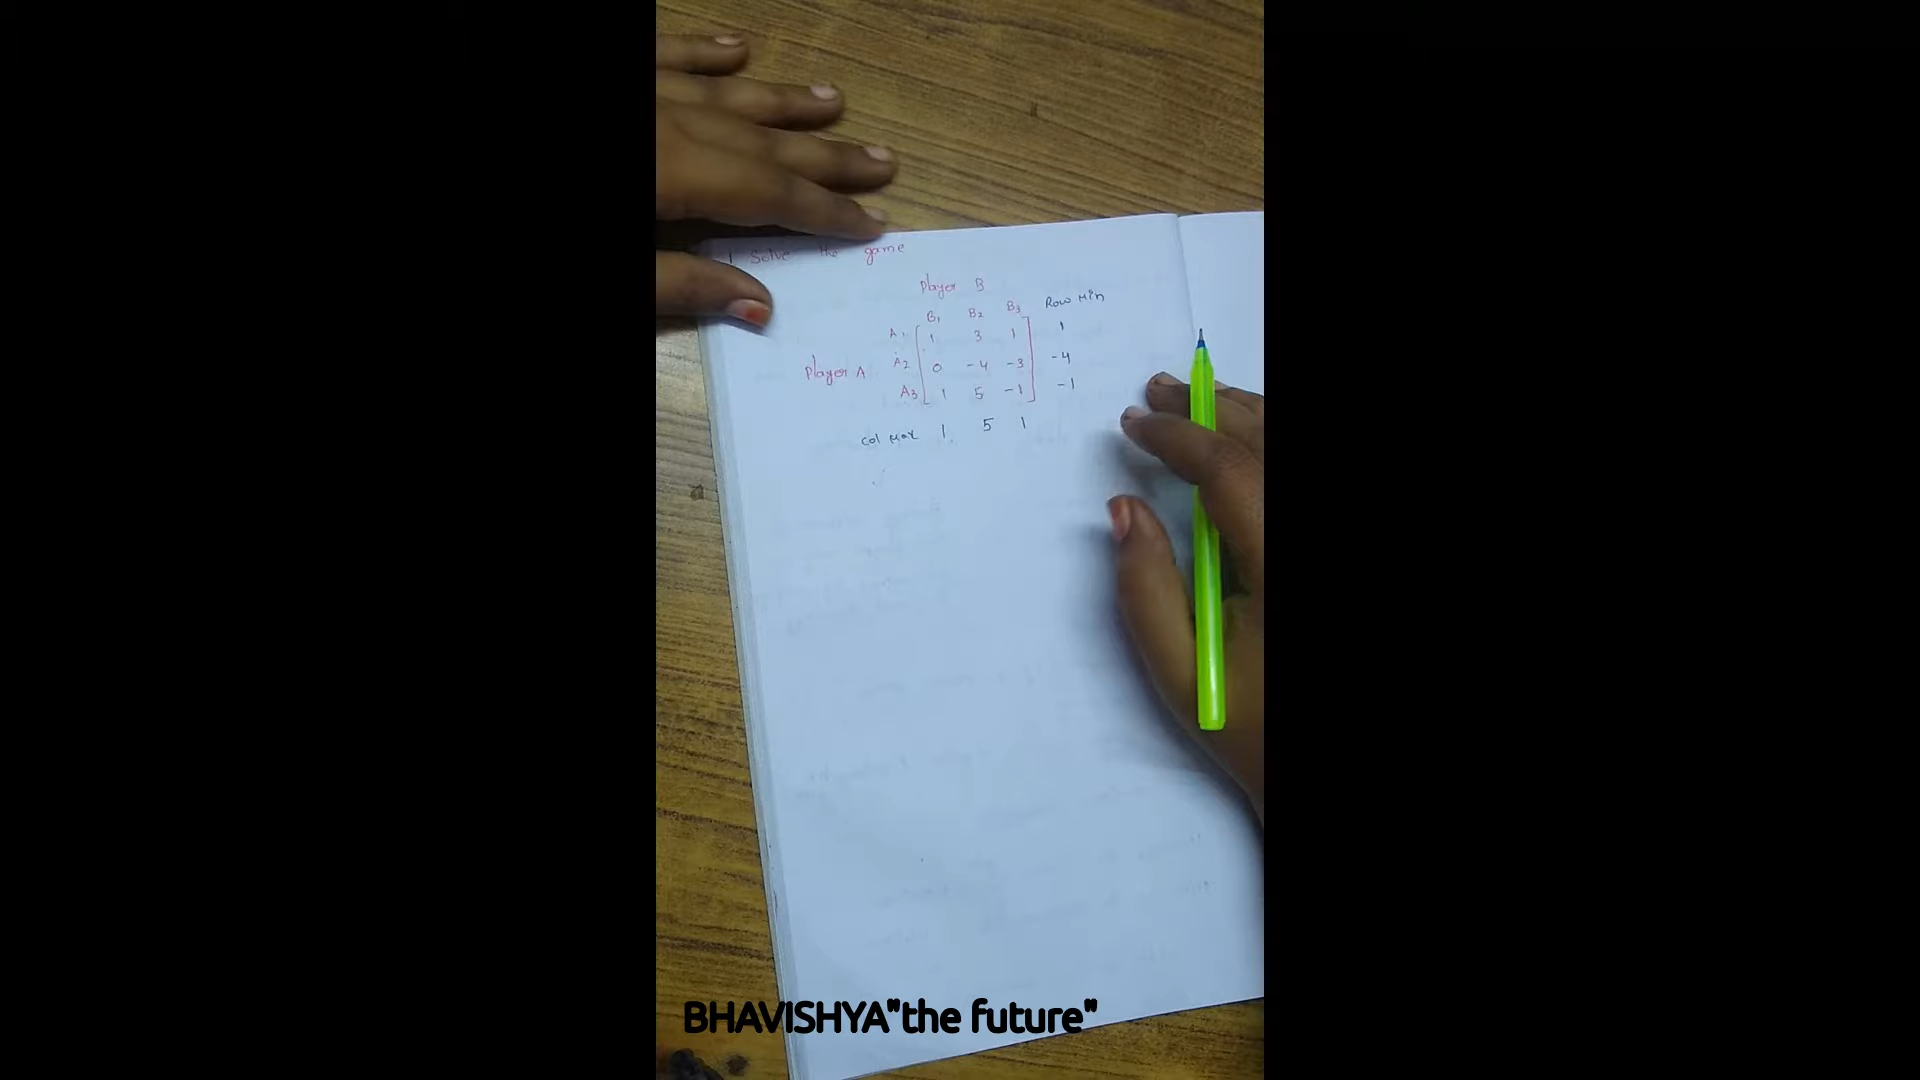 1 Solve the game
Player B
B1 B2 B3 Row Min
A1 1 3 1 1
Player A A2 0 -4 -3 -4
A3 1 5 -1 -1
Col Max 1 5 1
BHAVISHYA"the future"